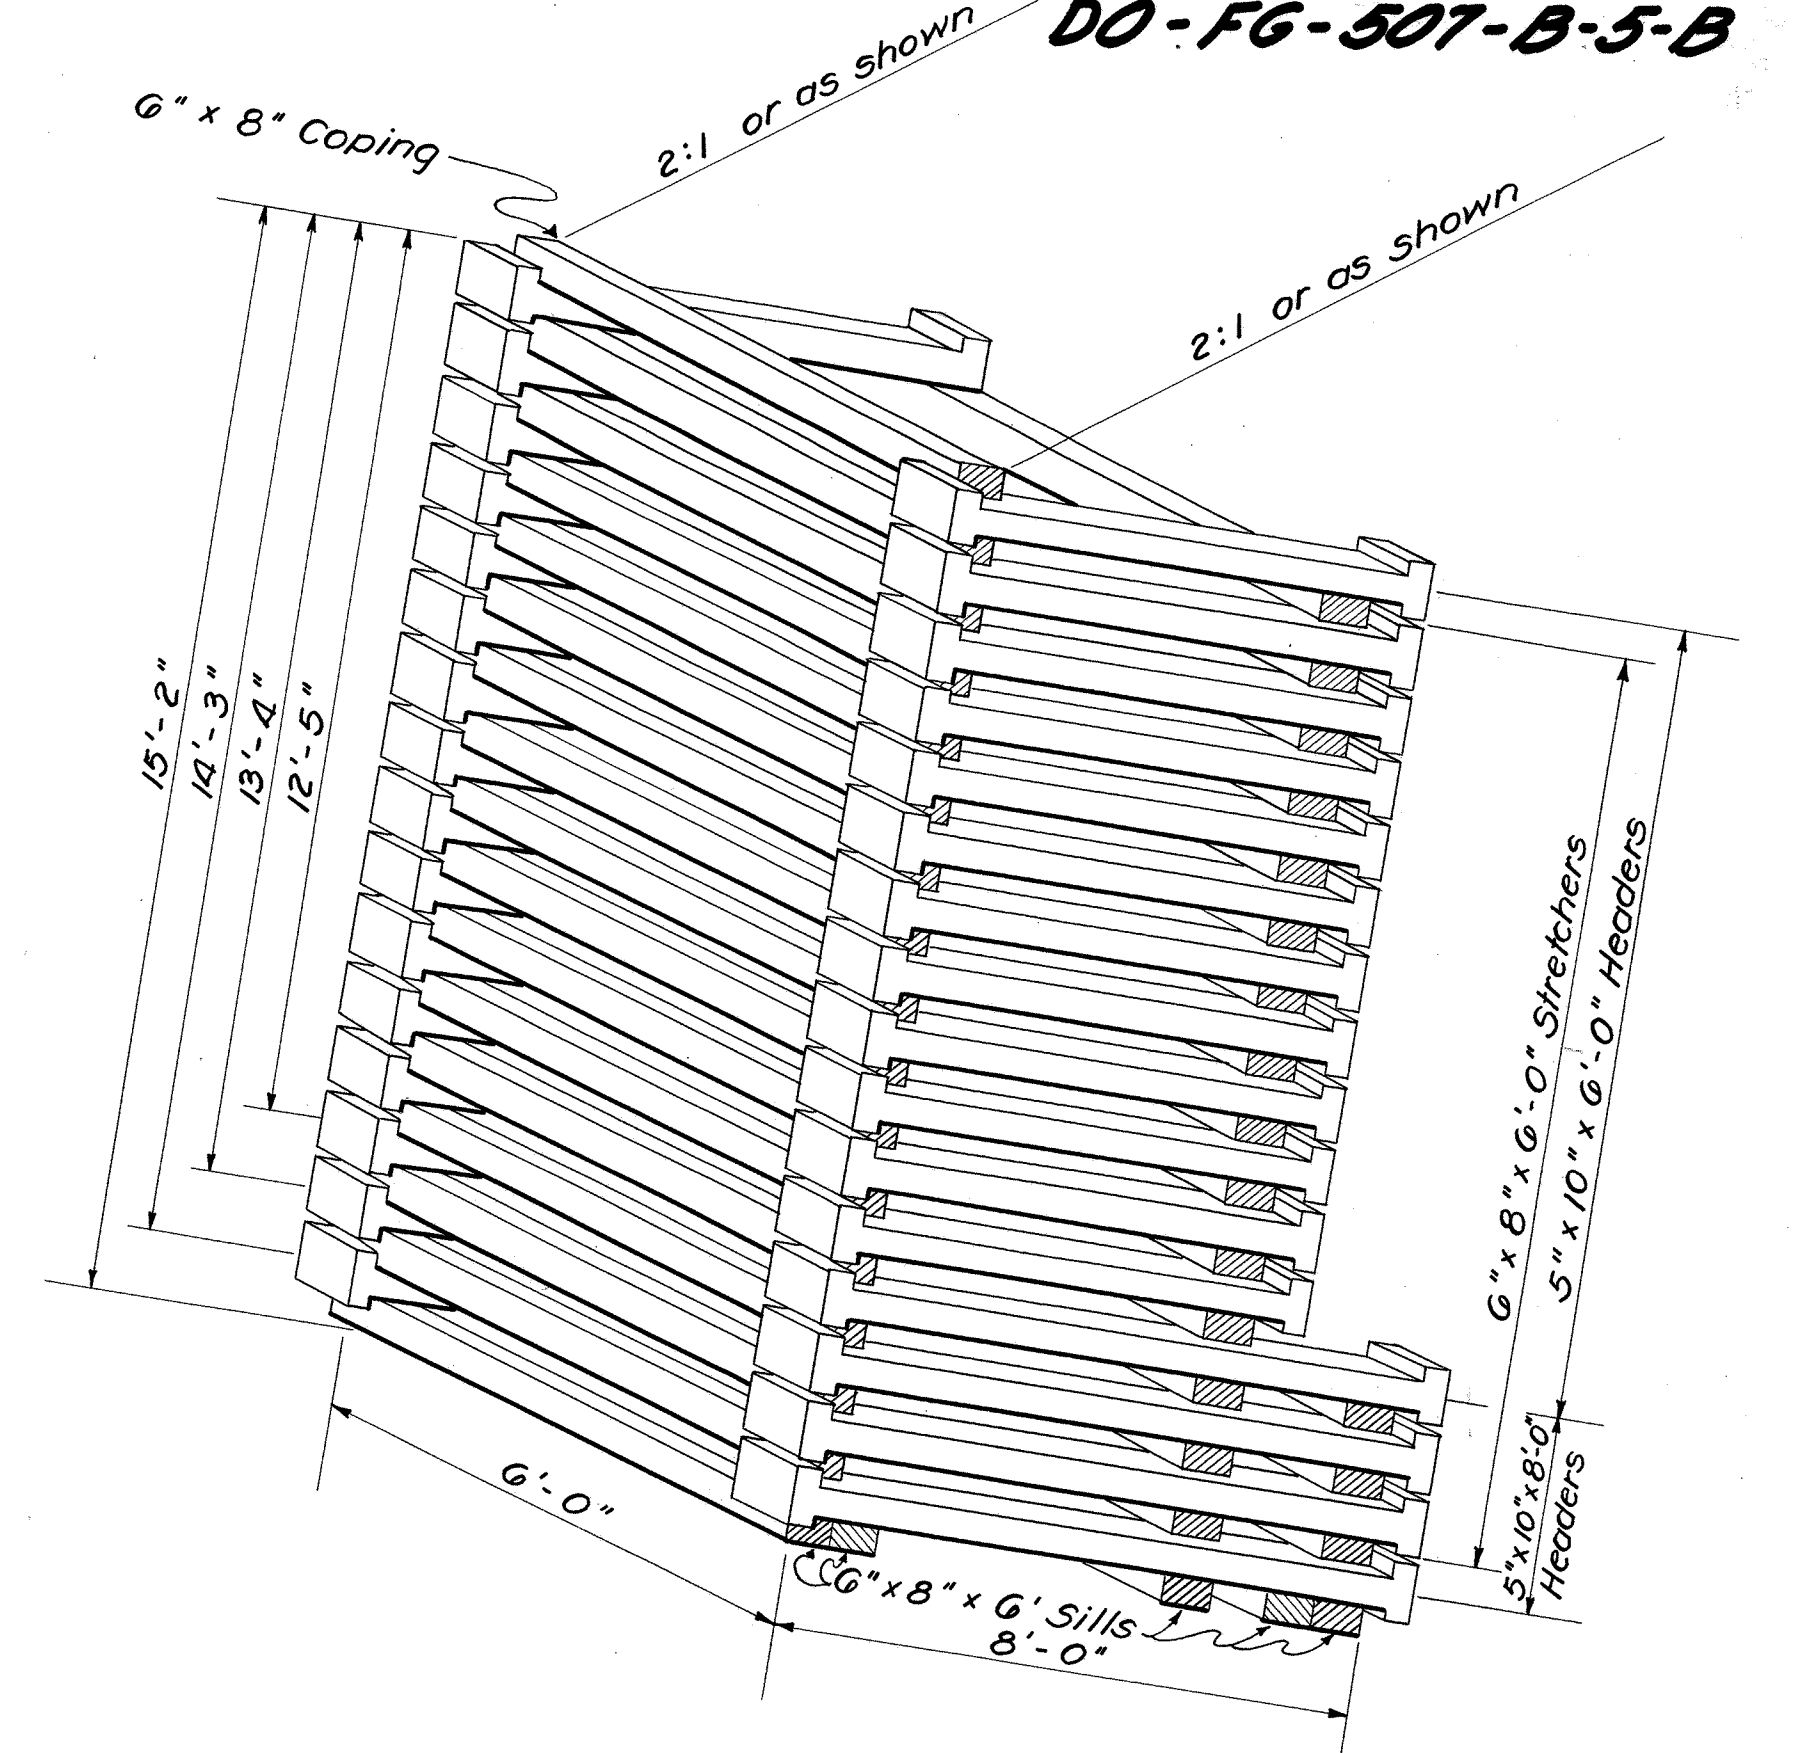 DO-FG-507-B-5-B
6" x 8" Coping
2:1 or as shown
2:1 or as shown
15'-2"
14'-3"
13'-4"
12'-5"
6" x 8" x 6'-0" Stretchers
5" x 10" x 6'-0" Headers
5" x 10" x 8'-0"
Headers
6'-0"
6" x 8" x 6' Sills
8'-0"